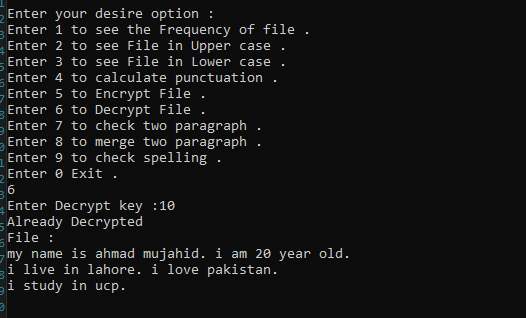 Enter your desire option :
Enter 1 to see the Frequency of file .
Enter 2 to see File in Upper case .
Enter 3 to see File in Lower case .
Enter 4 to calculate punctuation .
Enter 5 to Encrypt File .
Enter 6 to Decrypt File .
Enter 7 to check two paragraph .
Enter 8 to merge two paragraph .
Enter 9 to check spelling .
Enter 0 Exit .
6
Enter Decrypt key :10
Already Decrypted
File :
my name is ahmad mujahid. i am 20 year old.
i live in lahore. i love pakistan.
i study in ucp.